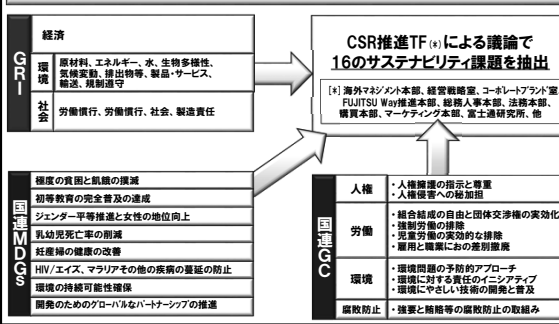 GRI
経済
環境
原材料、エネルギー、水、生物多様性、
気候変動、排出物等、製品・サービス、
輸送、規制遵守
社会
労働慣行、労働慣行、社会、製造責任
CSR推進TF(*)による議論で
16のサステナビリティ課題を抽出
[*] 海外マネジメント本部、経営戦略室、コーポレートブランド室
FUJITSU Way推進本部、総務人事本部、法務本部、
購買本部、マーケティング本部、富士通研究所、他
国連MDGs
極度の貧困と飢餓の撲滅
初等教育の完全普及の達成
ジェンダー平等推進と女性の地位向上
乳幼児死亡率の削減
妊産婦の健康の改善
HIV/エイズ、マラリアその他の疾病の蔓延の防止
環境の持続可能性確保
開発のためのグローバルなパートナーシップの推進
国連GC
人権
・人権擁護の指示と尊重
・人権侵害への秘加担
労働
・組合結成の自由と団体交渉権の実効化
・強制労働の排除
・児童労働の実効的な排除
・雇用と職業におの差別撤廃
環境
・環境問題の予防的アプローチ
・環境に対する責任のイニシアティブ
・環境にやさしい技術の開発と普及
腐敗防止
・強要と賄賂等の腐敗防止の取組み